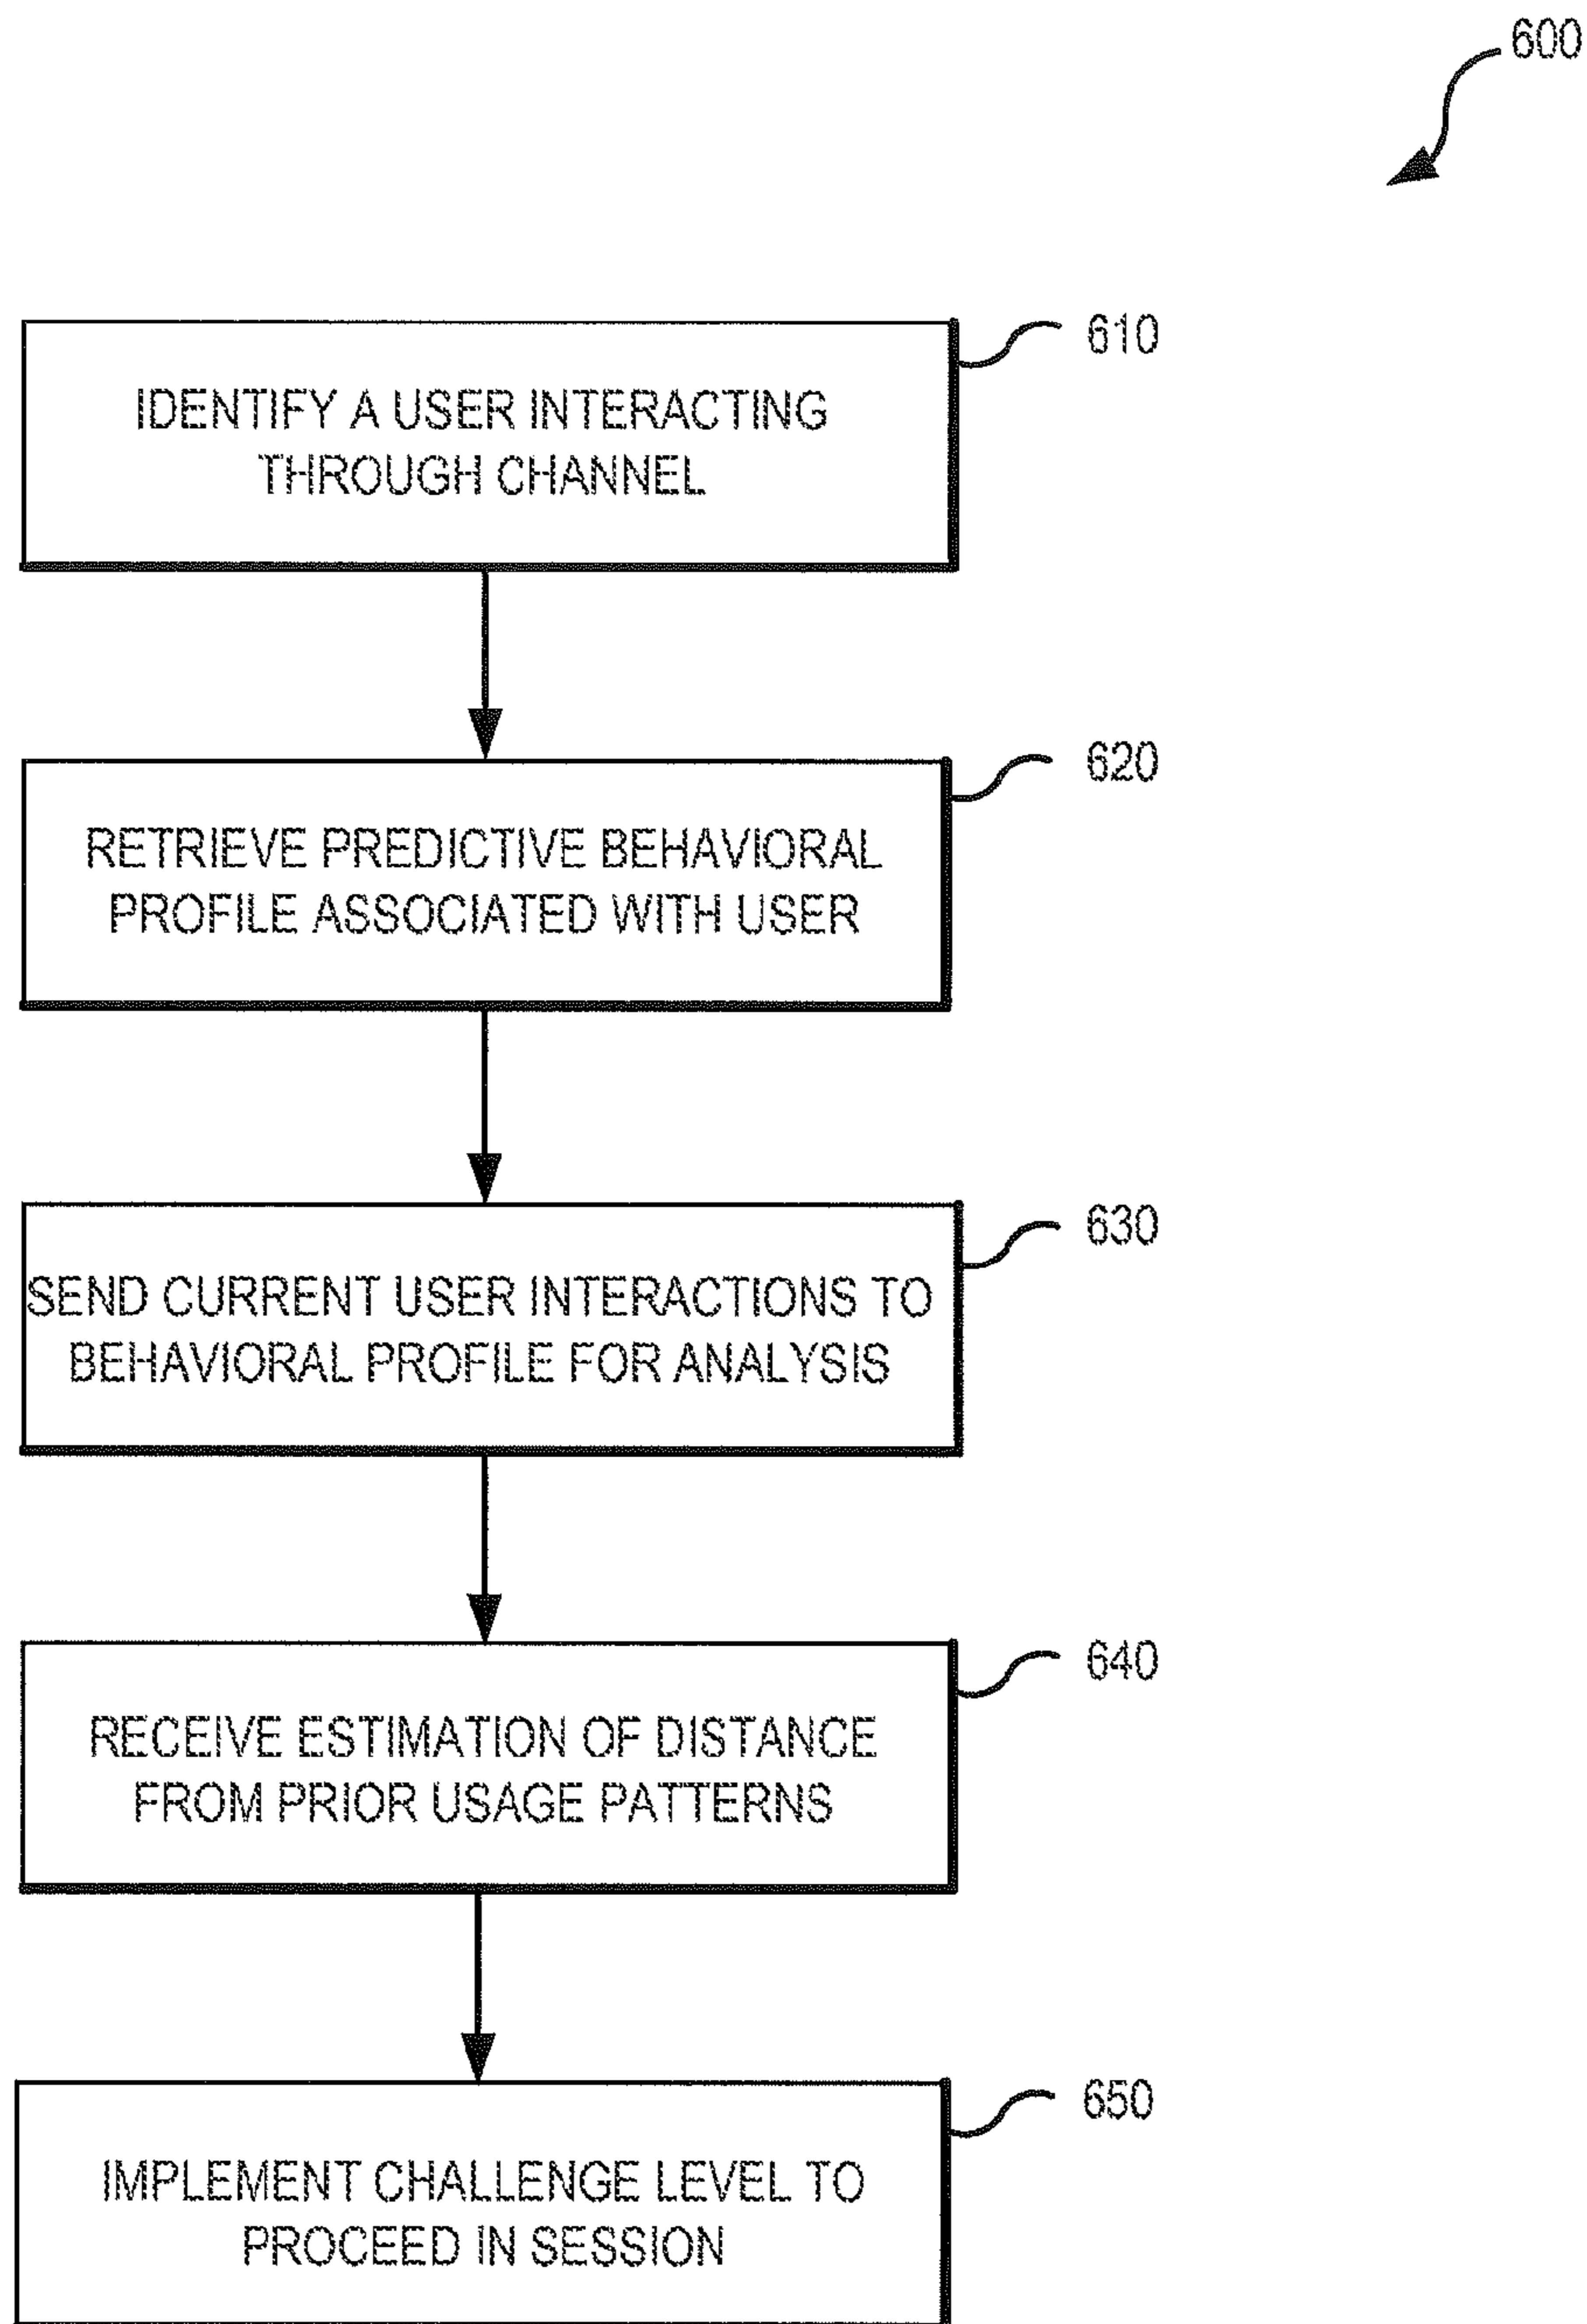 600
610
IDENTIFY A USER INTERACTING
THROUGH CHANNEL
620
RETRIEVE PREDICTIVE BEHAVIORAL
PROFILE ASSOCIATED WITH USER
630
SEND CURRENT USER INTERACTIONS TO
BEHAVIORAL PROFILE FOR ANALYSIS
640
RECEIVE ESTIMATION OF DISTANCE
FROM PRIOR USAGE PATTERNS
650
IMPLEMENT CHALLENGE LEVEL TO
PROCEED IN SESSION